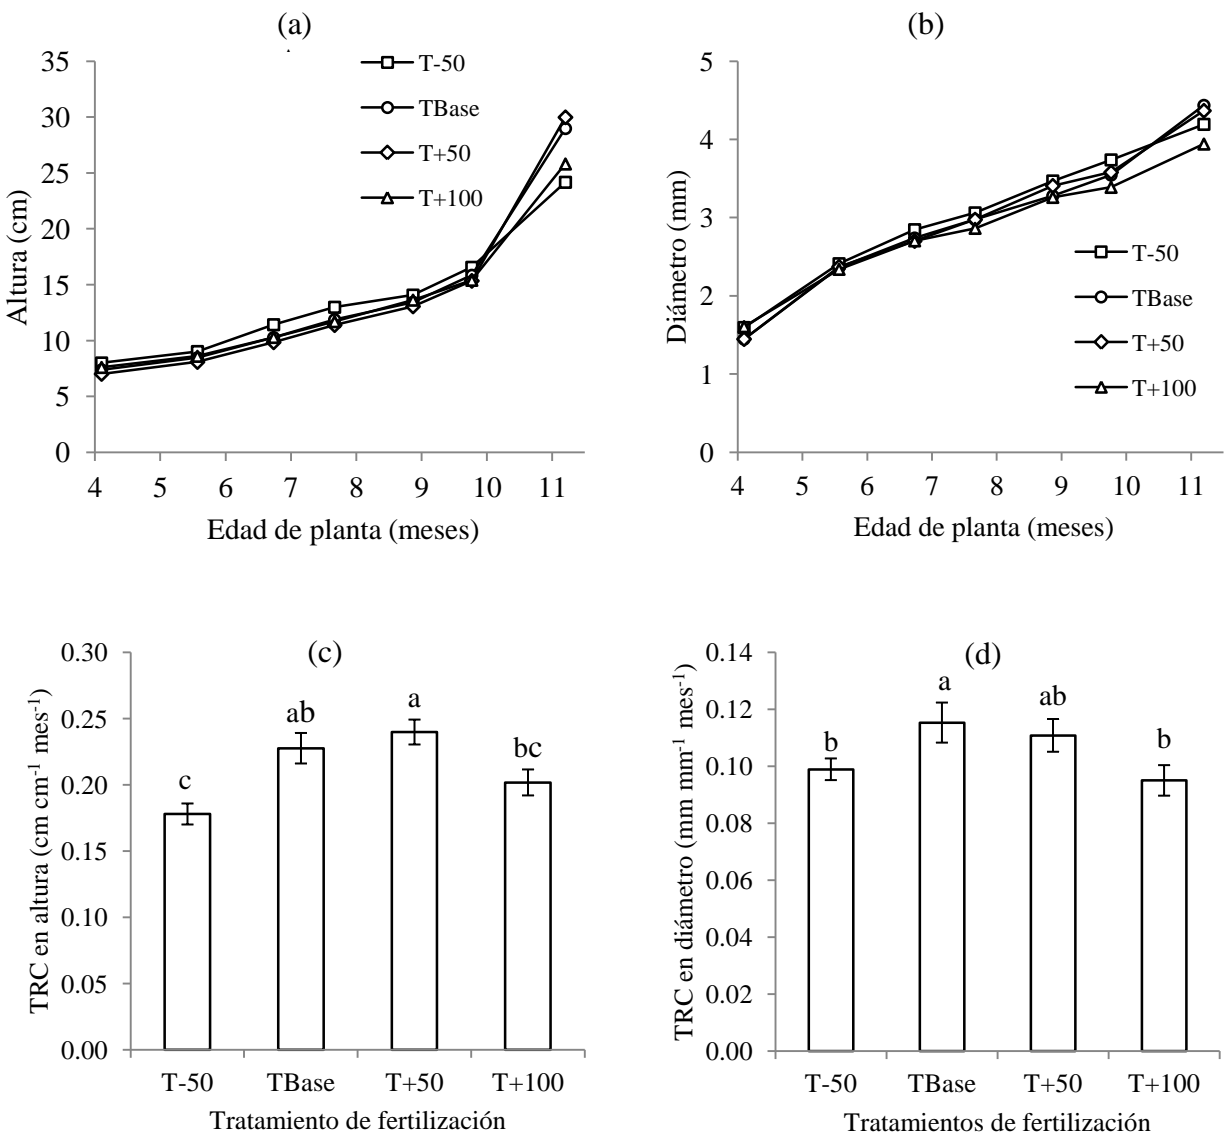 (a)
35
30
25
20
15
10
5
0
Altura (cm)
T-50
TBase
T+50
T+100
4 5 6 7 8 9 10 11
Edad de planta (meses)
(b)
5
4
3
2
1
0
Diámetro (mm)
T-50
TBase
T+50
T+100
4 5 6 7 8 9 10 11
Edad de planta (meses)
(c)
0.30
0.25
0.20
0.15
0.10
0.05
0.00
TRC en altura (cm cm⁻¹ mes⁻¹)
c ab a bc
T-50 TBase T+50 T+100
Tratamiento de fertilización
(d)
0.14
0.12
0.10
0.08
0.06
0.04
0.02
0.00
TRC en diámetro (mm mm⁻¹ mes⁻¹)
b a ab b
T-50 TBase T+50 T+100
Tratamientos de fertilización